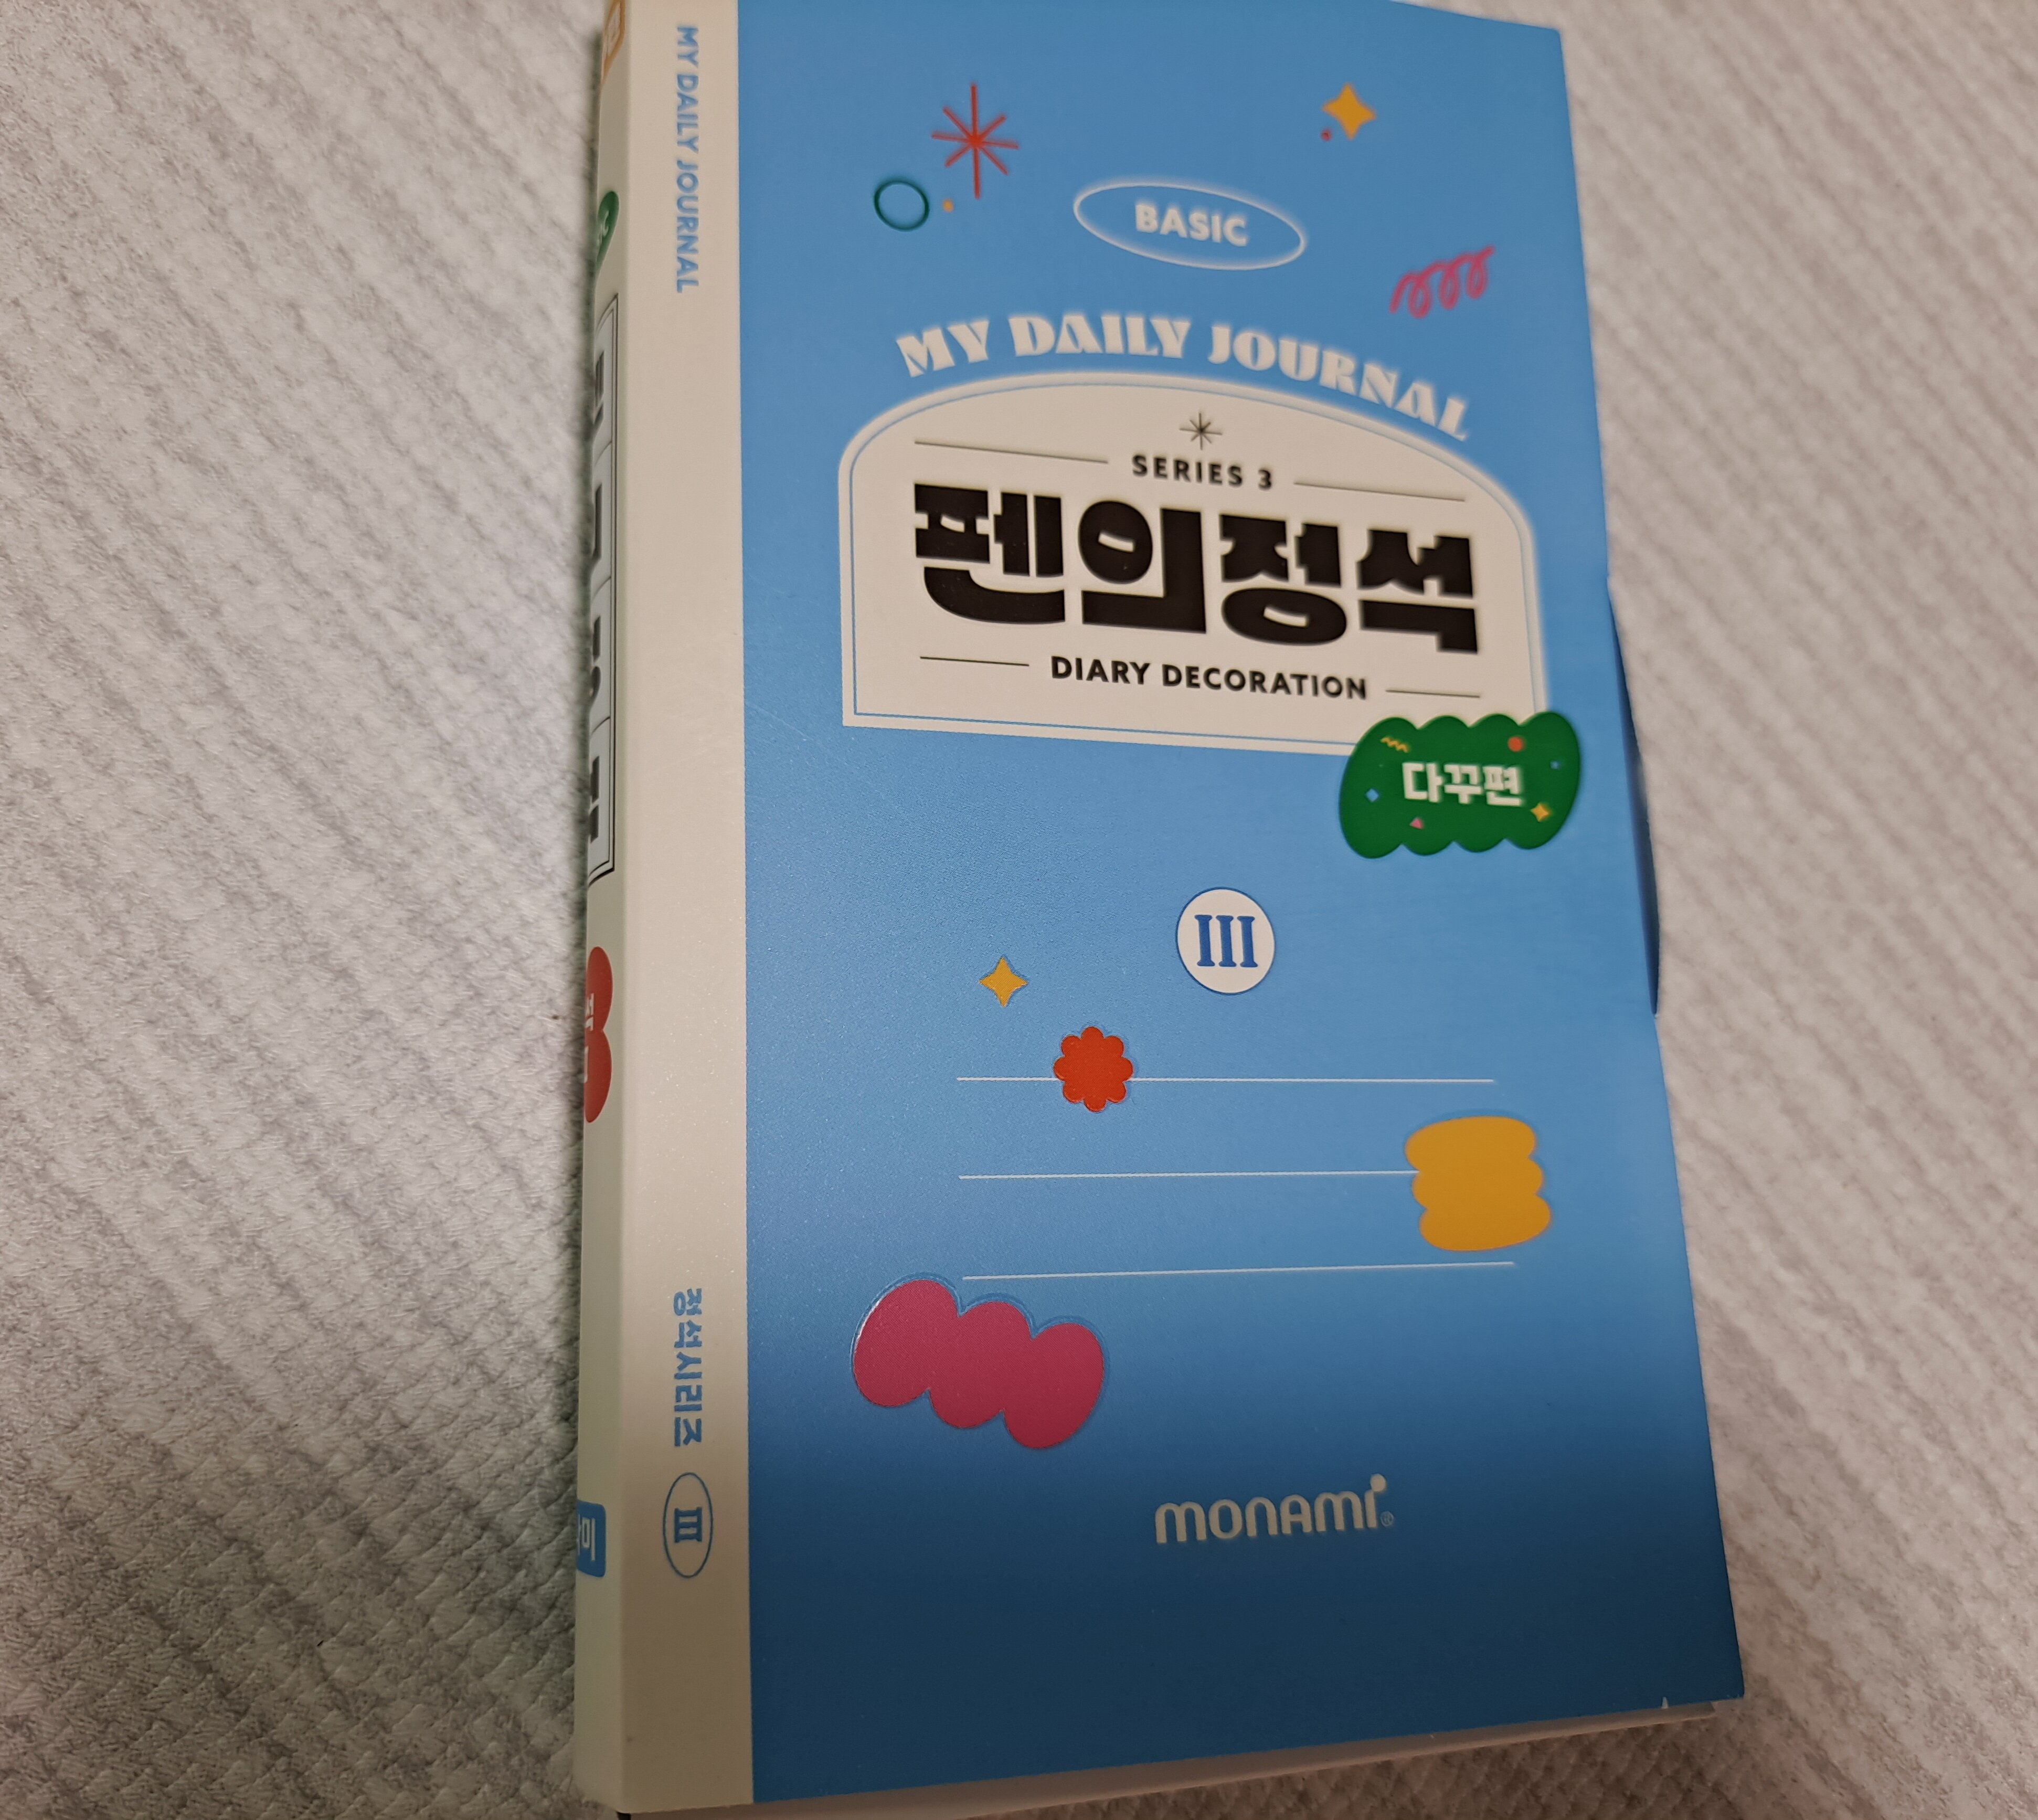 MY DAILY JOURNAL
정석시리즈
III
BASIC
MY DAILY JOURNAL
SERIES 3
펜의정석
DIARY DECORATION
다꾸편
III
monami®